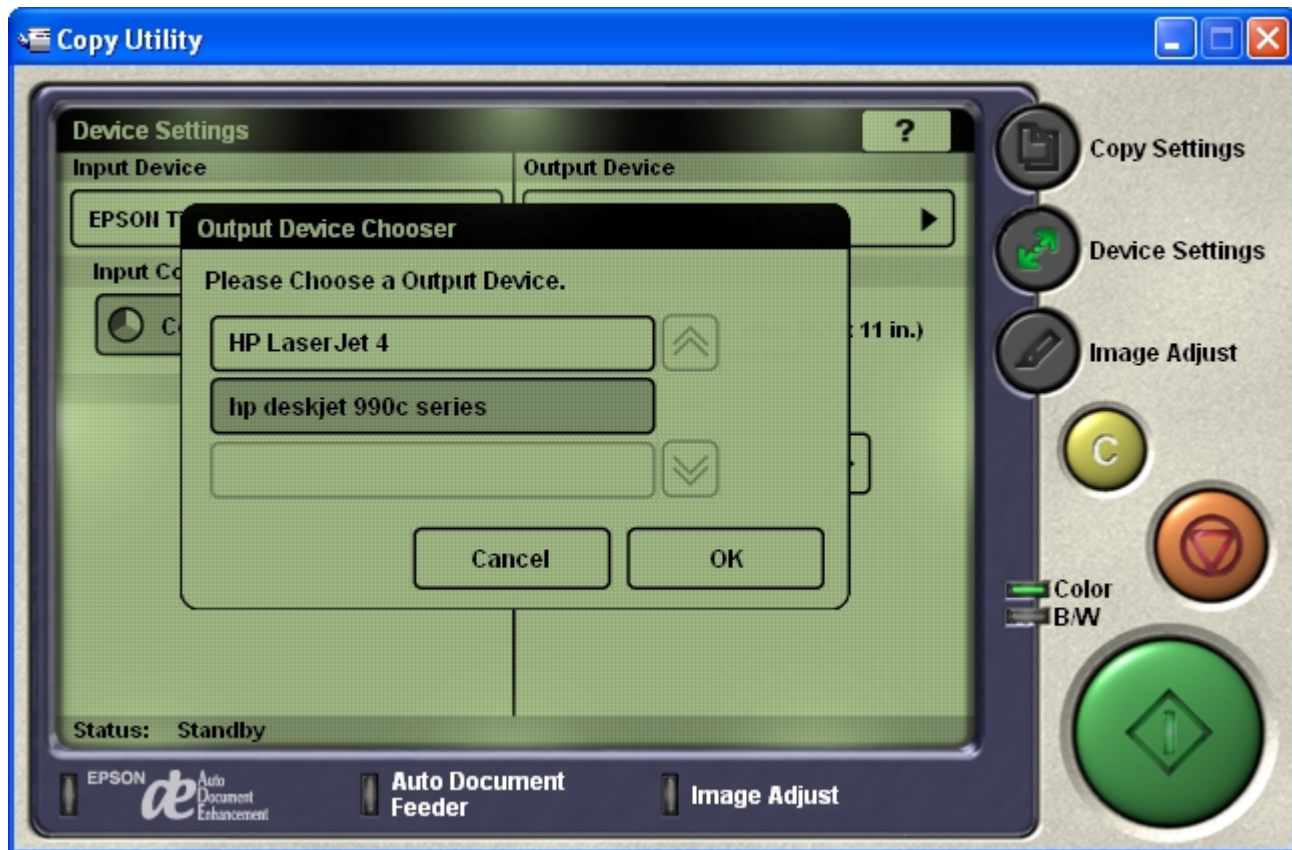 Copy Utility
Device Settings
?
Input Device
Output Device
EPSON
Output Device Chooser
Please Choose a Output Device.
HP LaserJet 4
hp deskjet 990c series
Cancel
OK
Input
11 in.)
Status: Standby
EPSON
Auto
Document
Enhancement
Auto Document
Feeder
Image Adjust
Copy Settings
Device Settings
Image Adjust
C
Color
B/W